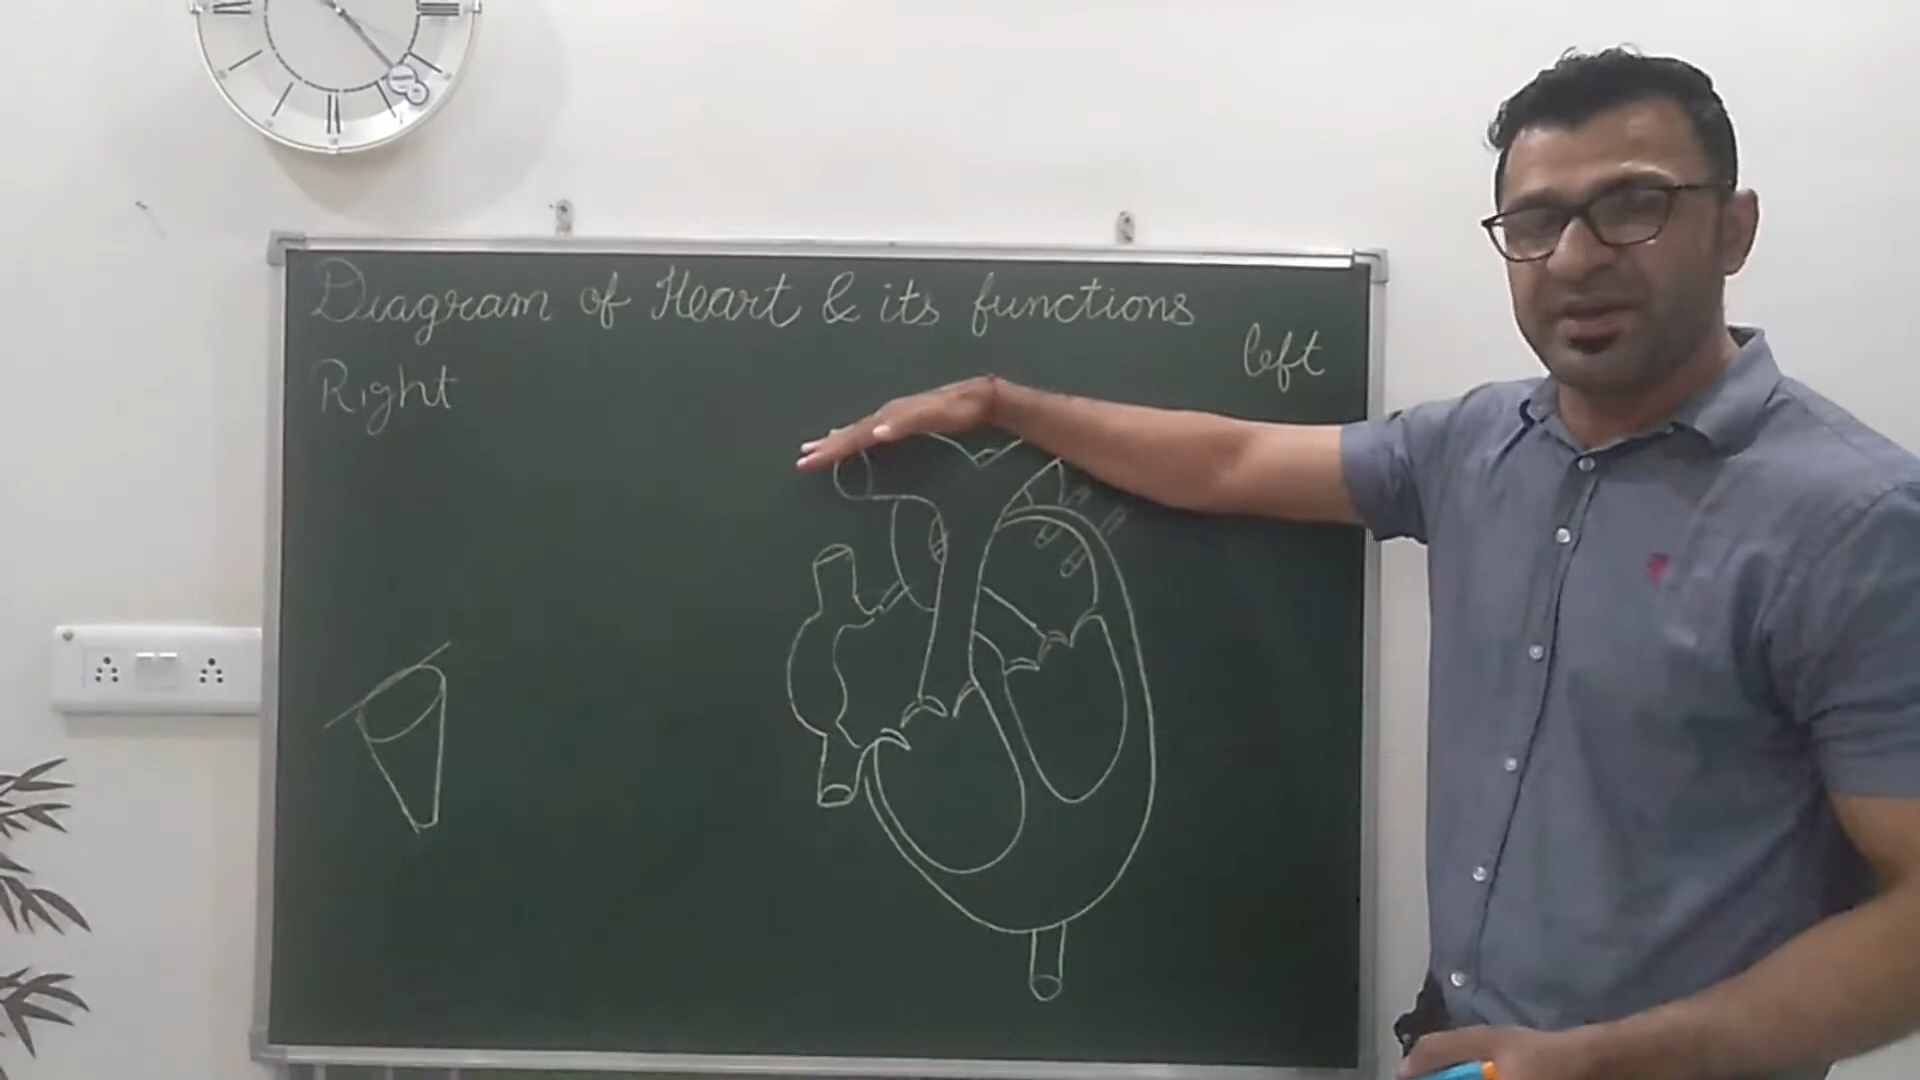 Diagram of Heart & its functions
left
Right